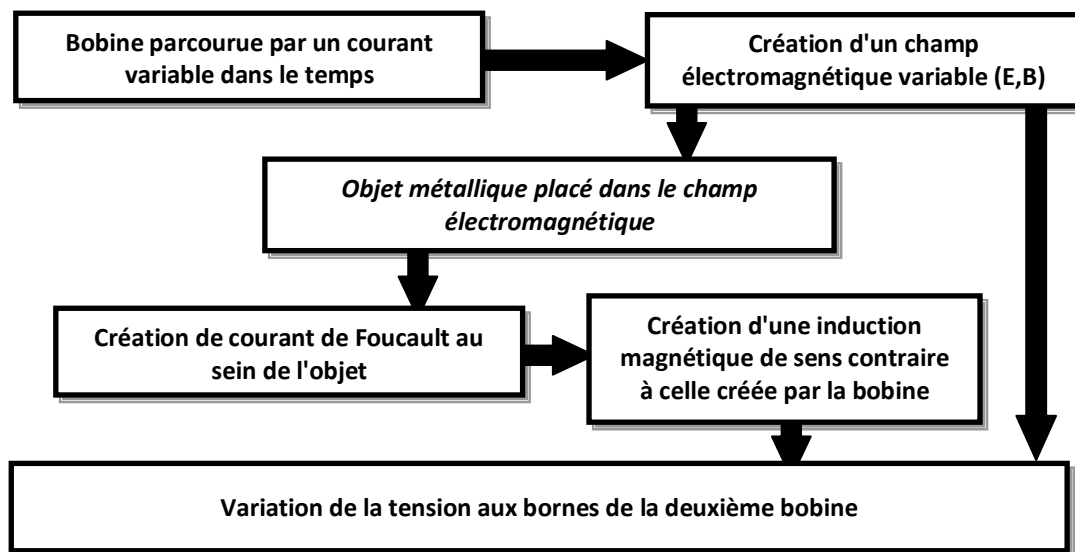 Bobine parcourue par un courant
variable dans le temps
Création d'un champ
électromagnétique variable (E,B)
Objet métallique placé dans le champ
électromagnétique
Création de courant de Foucault au
sein de l'objet
Création d'une induction
magnétique de sens contraire
à celle créée par la bobine
Variation de la tension aux bornes de la deuxième bobine